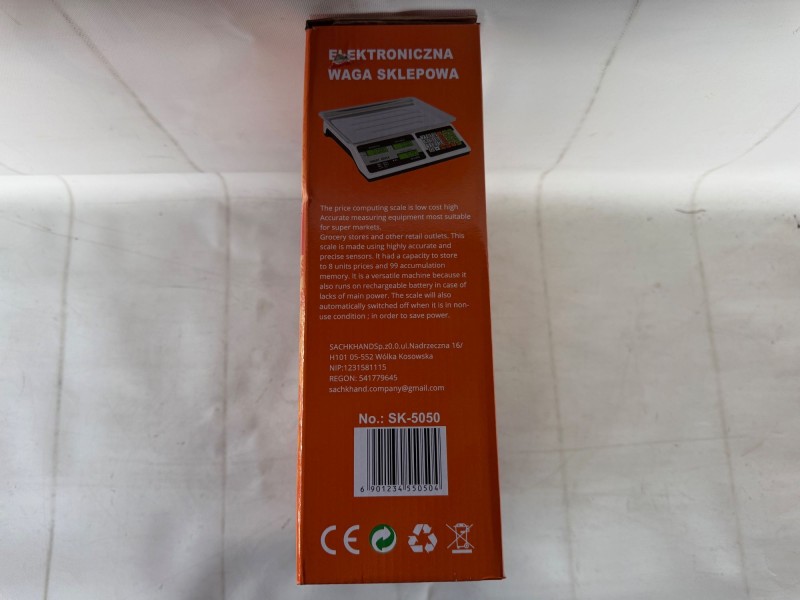 ELEKTRONICZNA
WAGA SKLEPOWA
The price computing scale is low cost high
Accurate measuring equipment most suitable
for super markets,
Grocery stores and other retail outlets, This
scale is made using highly accurate and
precise sensors. It had a capacity to store
to 8 units prices and 99 accumulation
memory. It is a versatile machine because it
also runs on rechargeable battery in case of
lacks of main power. The scale will also
automatically switched off when it is in non-
use condition ; in order to save power.
SACHKHANDSp.z0.0.ul.Nadrzeczna 16/
H101 05-552 Wólka Kosowska
NIP:1231581115
REGON: 541779645
sachkhand.company@gmail.com
No.: SK-5050
6 901234 550504
CE